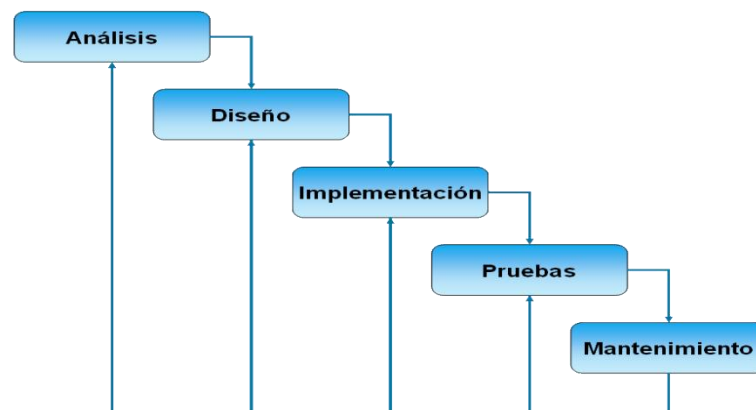 Análisis
Diseño
Implementación
Pruebas
Mantenimiento